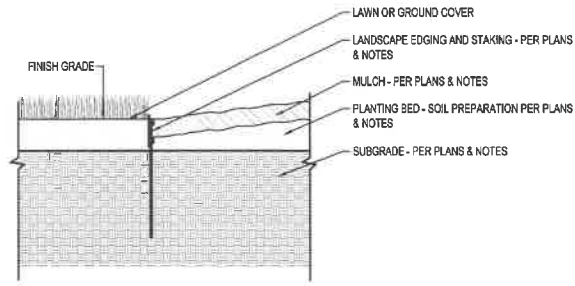 LAWN OR GROUND COVER
LANDSCAPE EDGING AND STAKING - PER PLANS
& NOTES
FINISH GRADE
MULCH - PER PLANS & NOTES
PLANTING BED - SOIL PREPARATION PER PLANS
& NOTES
SUBGRADE - PER PLANS & NOTES